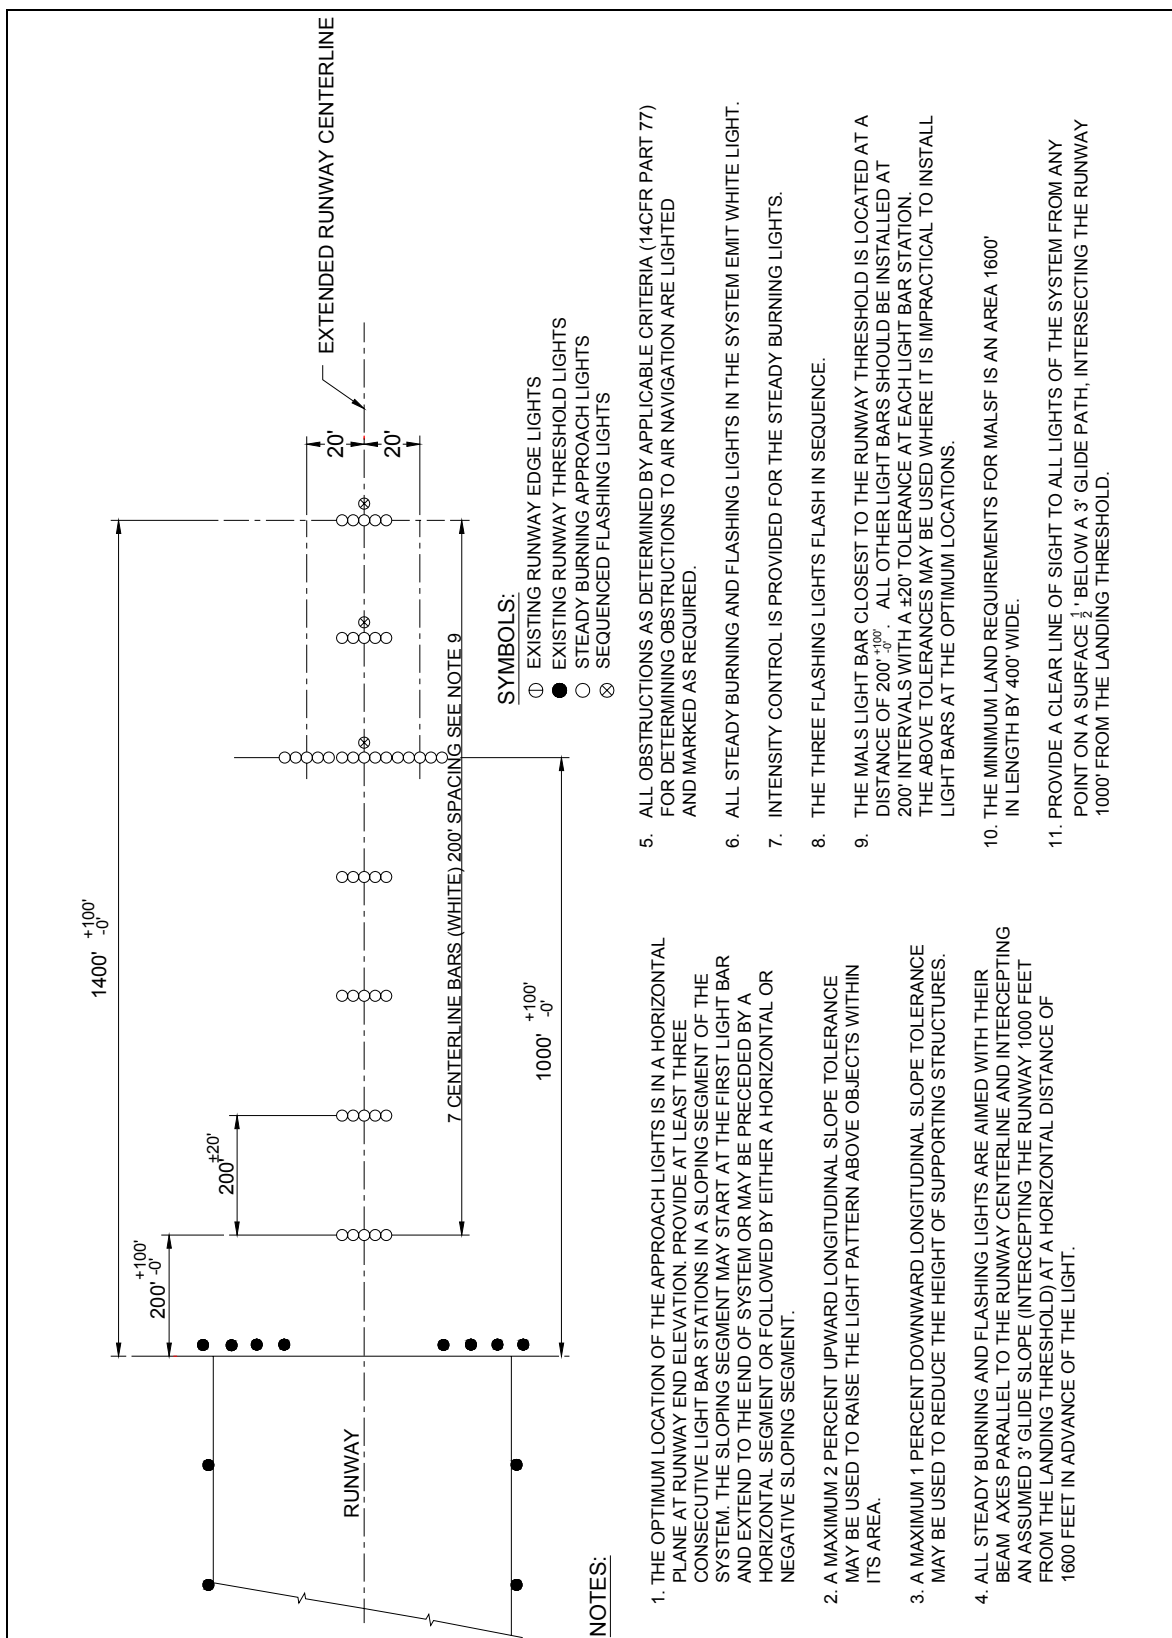 EXTENDED RUNWAY CENTERLINE
1400' +100' -0'
20'
20'
7 CENTERLINE BARS (WHITE) 200' SPACING SEE NOTE 9
200' ±20'
200' +100' -0'
1000' +100' -0'
RUNWAY
SYMBOLS:
EXISTING RUNWAY EDGE LIGHTS
EXISTING RUNWAY THRESHOLD LIGHTS
STEADY BURNING APPROACH LIGHTS
SEQUENCED FLASHING LIGHTS
NOTES:
1. THE OPTIMUM LOCATION OF THE APPROACH LIGHTS IS IN A HORIZONTAL
PLANE AT RUNWAY END ELEVATION. PROVIDE AT LEAST THREE
CONSECUTIVE LIGHT BAR STATIONS IN A SLOPING SEGMENT OF THE
SYSTEM. THE SLOPING SEGMENT MAY START AT THE FIRST LIGHT BAR
AND EXTEND TO THE END OF SYSTEM OR MAY BE PRECEDED BY A
HORIZONTAL SEGMENT OR FOLLOWED BY EITHER A HORIZONTAL OR
NEGATIVE SLOPING SEGMENT.
2. A MAXIMUM 2 PERCENT UPWARD LONGITUDINAL SLOPE TOLERANCE
MAY BE USED TO RAISE THE LIGHT PATTERN ABOVE OBJECTS WITHIN
ITS AREA.
3. A MAXIMUM 1 PERCENT DOWNWARD LONGITUDINAL SLOPE TOLERANCE
MAY BE USED TO REDUCE THE HEIGHT OF SUPPORTING STRUCTURES.
4. ALL STEADY BURNING AND FLASHING LIGHTS ARE AIMED WITH THEIR
BEAM AXES PARALLEL TO THE RUNWAY CENTERLINE AND INTERCEPTING
AN ASSUMED 3' GLIDE SLOPE (INTERCEPTING THE RUNWAY 1000 FEET
FROM THE LANDING THRESHOLD) AT A HORIZONTAL DISTANCE OF
1600 FEET IN ADVANCE OF THE LIGHT.
5. ALL OBSTRUCTIONS AS DETERMINED BY APPLICABLE CRITERIA (14CFR PART 77)
FOR DETERMINING OBSTRUCTIONS TO AIR NAVIGATION ARE LIGHTED
AND MARKED AS REQUIRED.
6. ALL STEADY BURNING AND FLASHING LIGHTS IN THE SYSTEM EMIT WHITE LIGHT.
7. INTENSITY CONTROL IS PROVIDED FOR THE STEADY BURNING LIGHTS.
8. THE THREE FLASHING LIGHTS FLASH IN SEQUENCE.
9. THE MALS LIGHT BAR CLOSEST TO THE RUNWAY THRESHOLD IS LOCATED AT A
DISTANCE OF 200' +100' -0' . ALL OTHER LIGHT BARS SHOULD BE INSTALLED AT
200' INTERVALS WITH A ±20' TOLERANCE AT EACH LIGHT BAR STATION.
THE ABOVE TOLERANCES MAY BE USED WHERE IT IS IMPRACTICAL TO INSTALL
LIGHT BARS AT THE OPTIMUM LOCATIONS.
10. THE MINIMUM LAND REQUIREMENTS FOR MALSF IS AN AREA 1600'
IN LENGTH BY 400' WIDE.
11. PROVIDE A CLEAR LINE OF SIGHT TO ALL LIGHTS OF THE SYSTEM FROM ANY
POINT ON A SURFACE 1/2 ' BELOW A 3' GLIDE PATH, INTERSECTING THE RUNWAY
1000' FROM THE LANDING THRESHOLD.